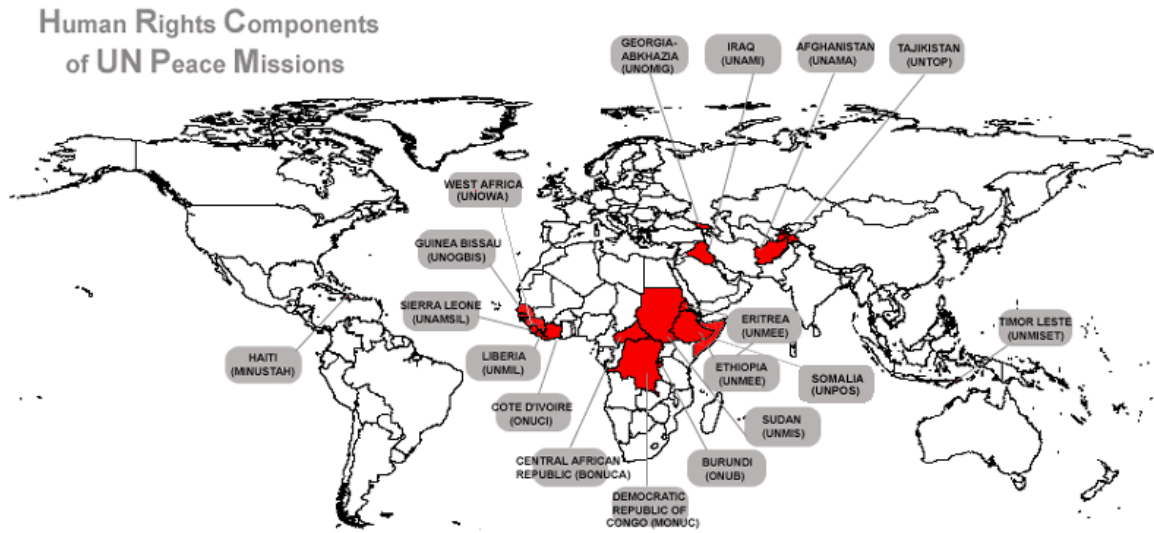 Human Rights Components
of UN Peace Missions
GEORGIA-
ABKHAZIA
(UNOMIG)
IRAQ
(UNAMI)
AFGHANISTAN
(UNAMA)
TAJIKISTAN
(UNTOP)
WEST AFRICA
(UNOWA)
GUINEA BISSAU
(UNOGBIS)
SIERRA LEONE
(UNAMSIL)
HAITI
(MINUSTAH)
LIBERIA
(UNMIL)
COTE D'IVOIRE
(ONUCI)
CENTRAL AFRICAN
REPUBLIC (BONUCA)
DEMOCRATIC
REPUBLIC OF
CONGO (MONUC)
BURUNDI
(ONUB)
SUDAN
(UNMIS)
SOMALIA
(UNPOS)
ETHIOPIA
(UNMEE)
ERITREA
(UNMEE)
TIMOR LESTE
(UNMISET)